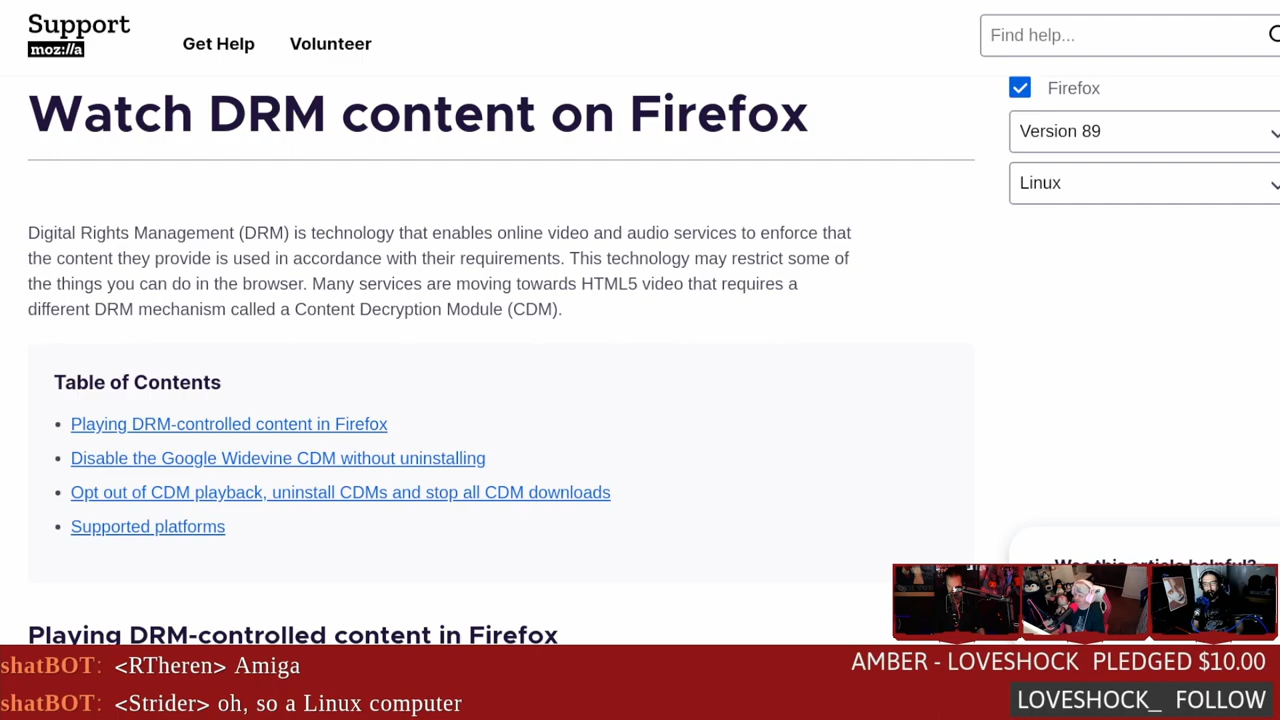 Support
moz://a
Get Help
Volunteer
Find help...
Watch DRM content on Firefox
Firefox
Version 89
Linux
Digital Rights Management (DRM) is technology that enables online video and audio services to enforce that
the content they provide is used in accordance with their requirements. This technology may restrict some of
the things you can do in the browser. Many services are moving towards HTML5 video that requires a
different DRM mechanism called a Content Decryption Module (CDM).
Table of Contents
Playing DRM-controlled content in Firefox
Disable the Google Widevine CDM without uninstalling
Opt out of CDM playback, uninstall CDMs and stop all CDM downloads
Supported platforms
Was this article helpful?
Playing DRM-controlled content in Firefox
shatBOT: <RTheren> Amiga
shatBOT: <Strider> oh, so a Linux computer
AMBER - LOVESHOCK PLEDGED $10.00
LOVESHOCK_ FOLLOW